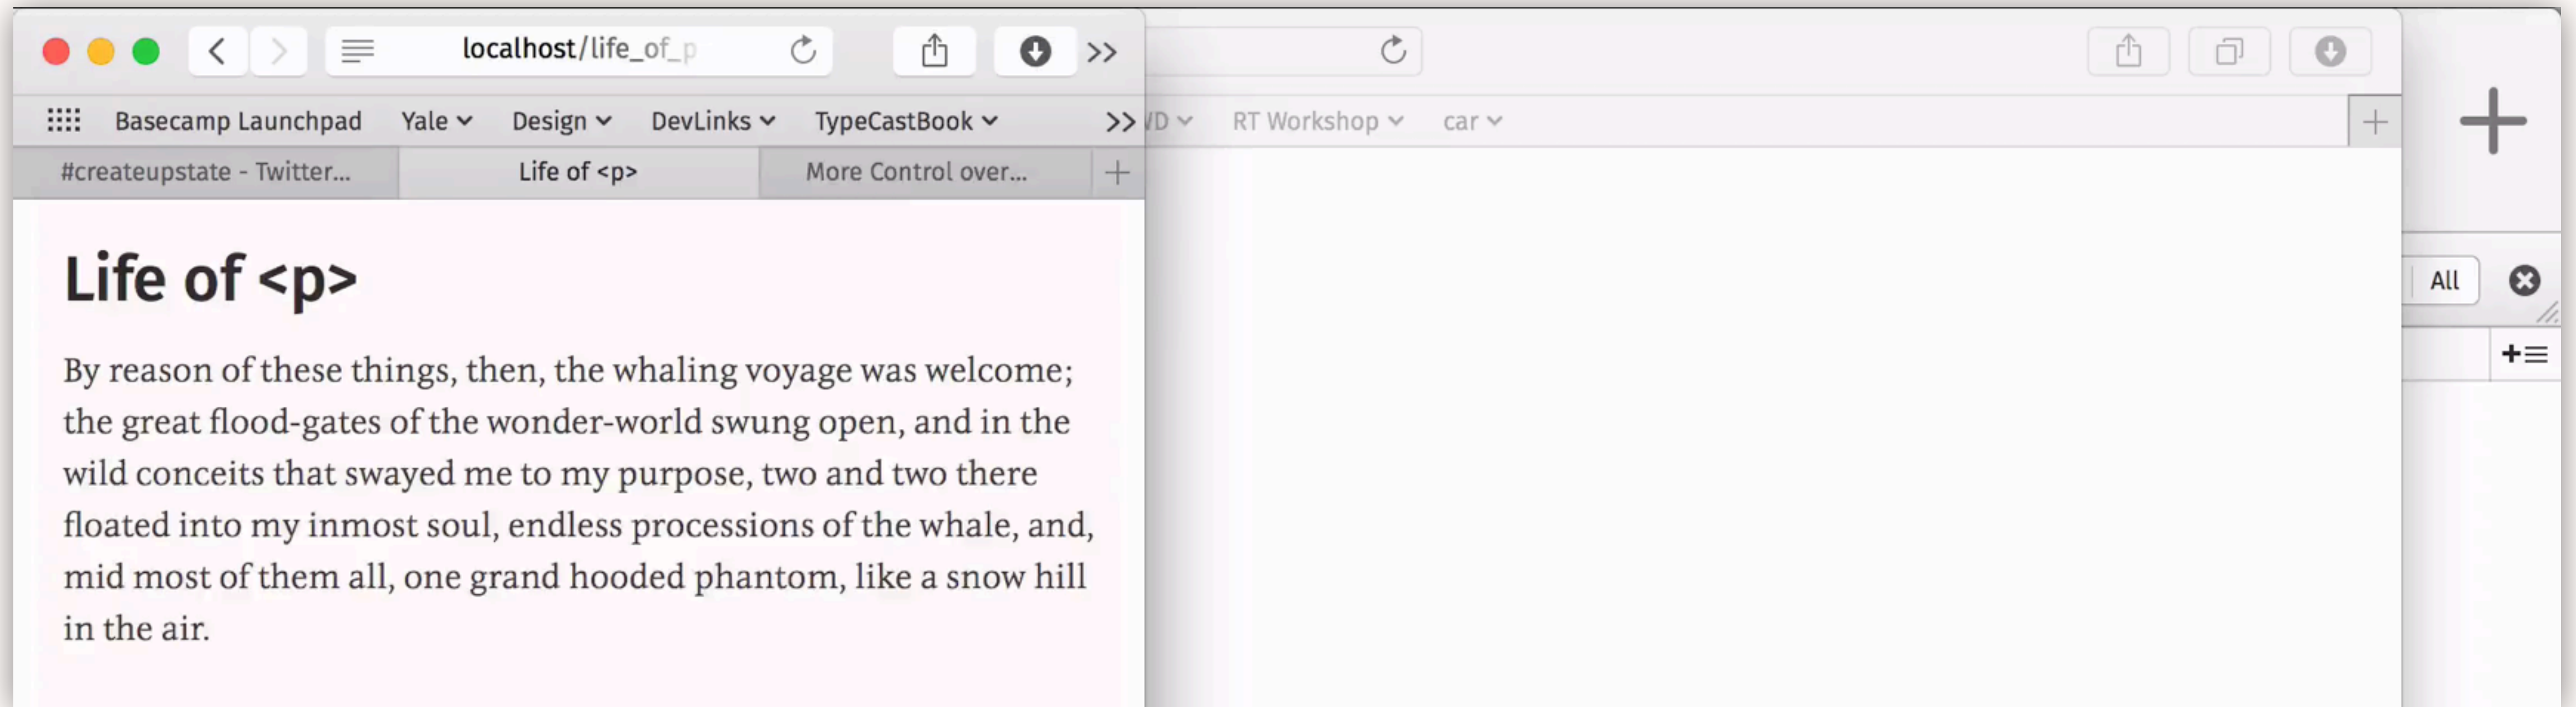 localhost/life_of_p
Basecamp Launchpad Yale Design DevLinks TypeCastBook RT Workshop car
#createupstate - Twitter... Life of <p> More Control over...
All
Life of <p>
By reason of these things, then, the whaling voyage was welcome;
the great flood-gates of the wonder-world swung open, and in the
wild conceits that swayed me to my purpose, two and two there
floated into my inmost soul, endless processions of the whale, and,
mid most of them all, one grand hooded phantom, like a snow hill
in the air.